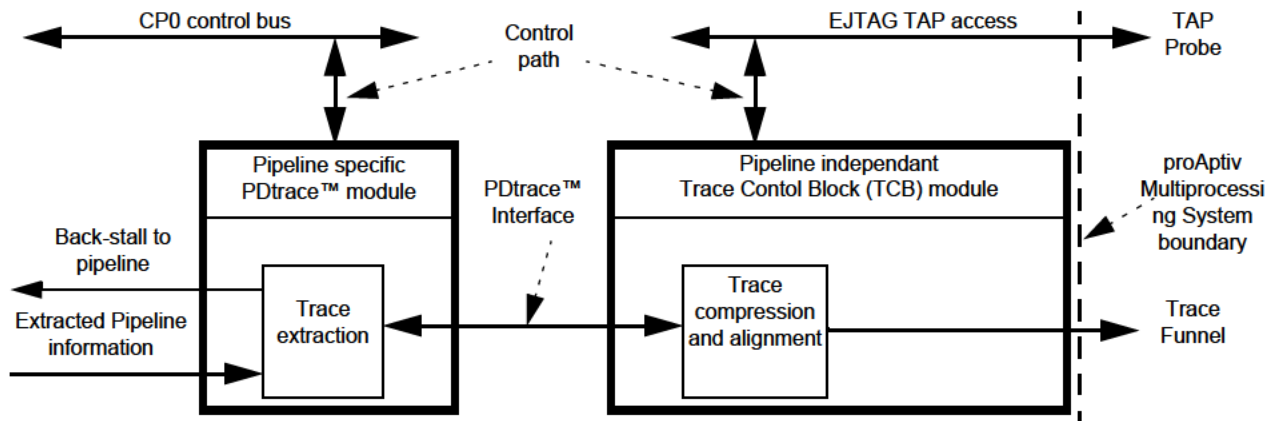 CP0 control bus
Control
path
EJTAG TAP access
TAP
Probe
Pipeline specific
PDtrace™ module
PDtrace™
Interface
Pipeline independant
Trace Contol Block (TCB) module
proAptiv
Multiprocessi
ng System
boundary
Back-stall to
pipeline
Extracted Pipeline
information
Trace
extraction
Trace
compression
and alignment
Trace
Funnel